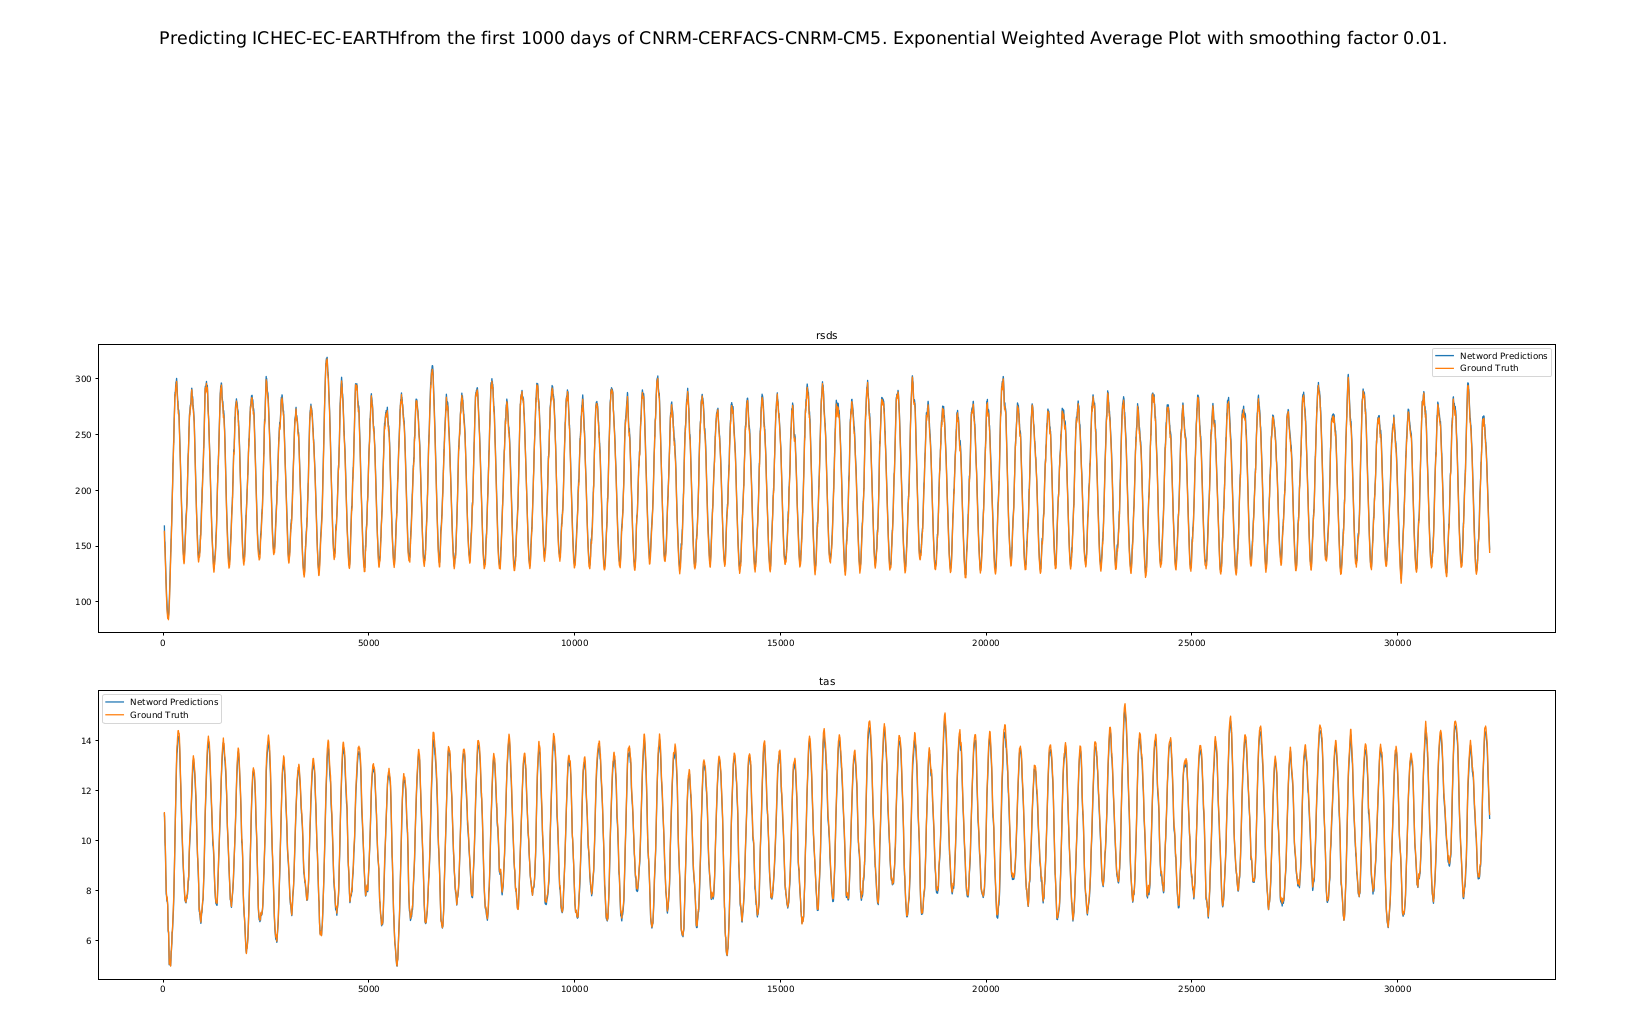 Predicting ICHEC-EC-EARTHfrom the first 1000 days of CNRM-CERFACS-CNRM-CM5. Exponential Weighted Average Plot with smoothing factor 0.01.
rsds
Netword Predictions
Ground Truth
300
250
200
150
100
0 5000 10000 15000 20000 25000 30000
tas
Netword Predictions
Ground Truth
14
12
10
8
6
0 5000 10000 15000 20000 25000 30000